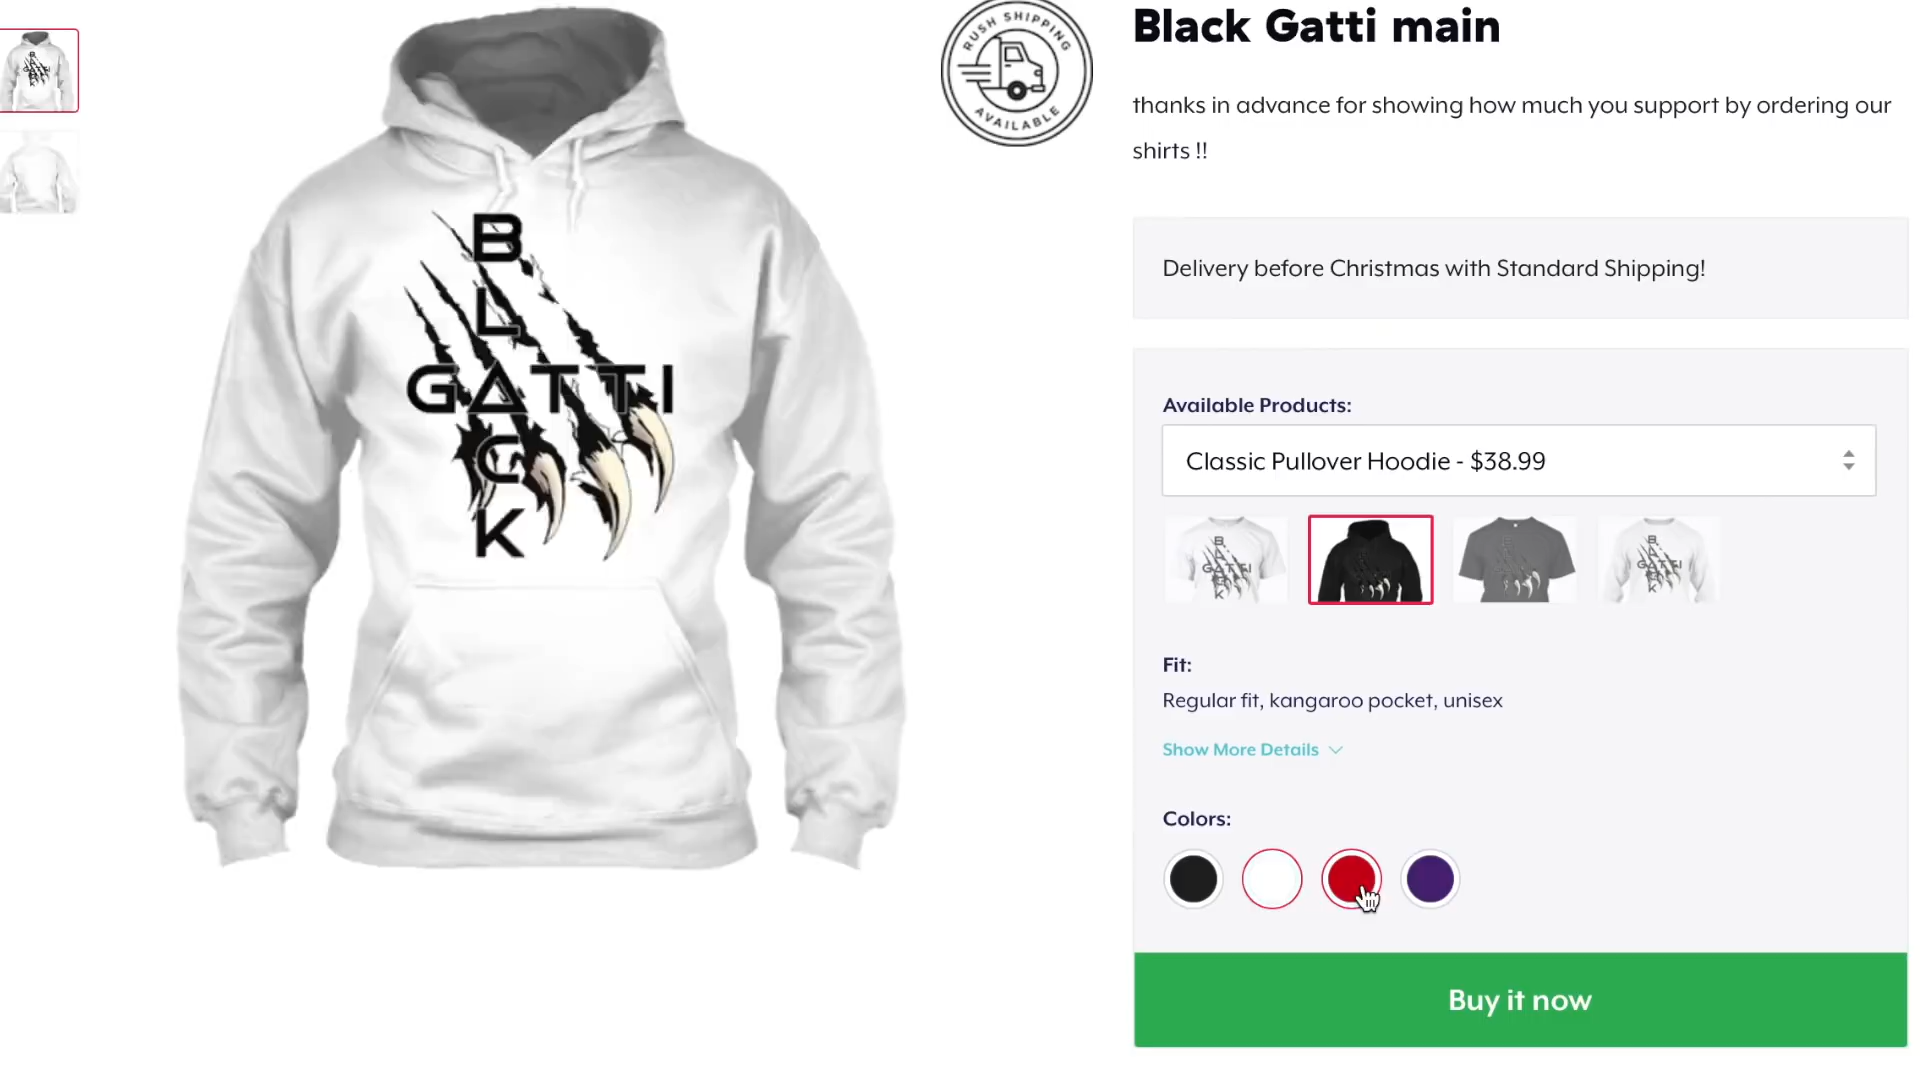 RUSH SHIPPING
AVAILABLE
Black Gatti main
thanks in advance for showing how much you support by ordering our
shirts !!
Delivery before Christmas with Standard Shipping!
Available Products:
Classic Pullover Hoodie - $38.99
Fit:
Regular fit, kangaroo pocket, unisex
Show More Details
Colors:
Buy it now
BLACK
GATTI